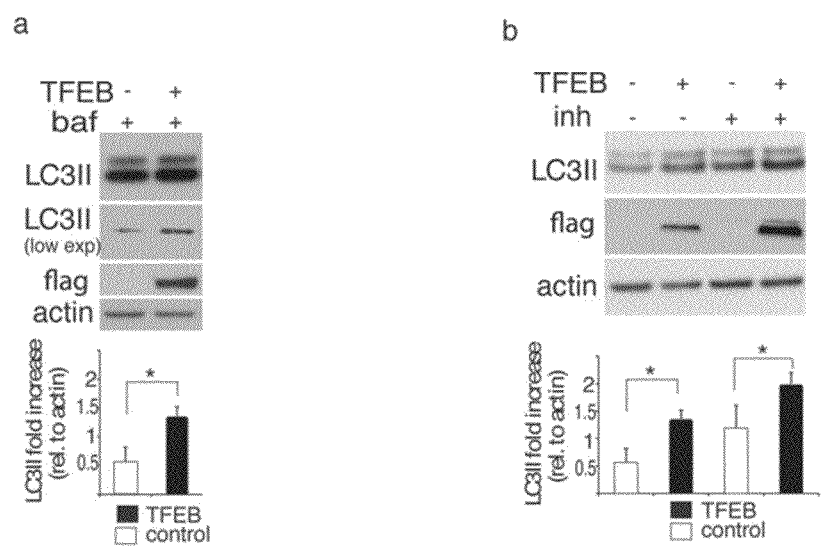 a
TFEB - +
baf + +
LC3II
LC3II
(low exp)
flag
actin
LC3II fold increase
(rel. to actin)
2
1.5
1
0.5
*
TFEB
control
b
TFEB - + - +
inh - - + +
LC3II
flag
actin
LC3II fold increase
(rel. to actin)
2
1.5
1
0.5
*
*
TFEB
control